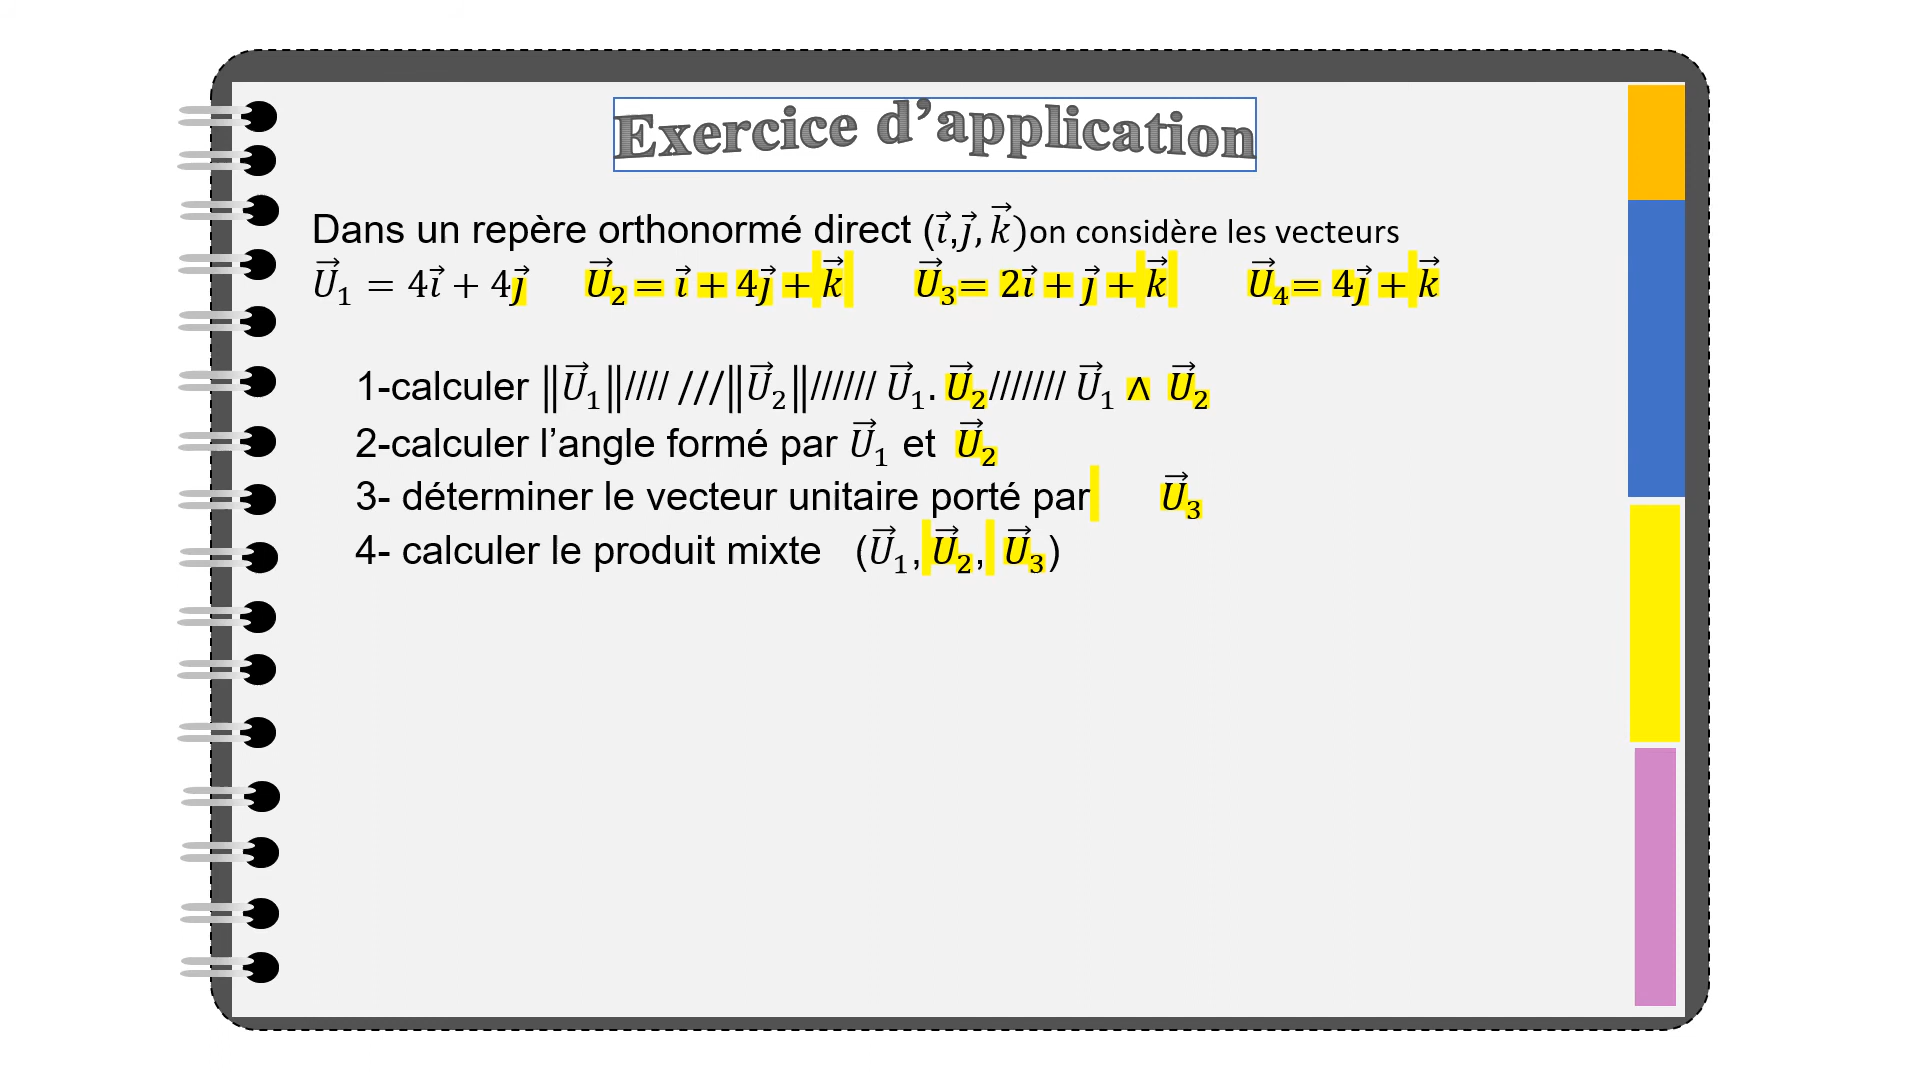 Exercice d’application
Dans un repère orthonormé direct (i⃗,j⃗, k⃗)on considère les vecteurs
U⃗₁ = 4i⃗ + 4j⃗ U⃗₂ = i⃗ + 4j⃗ + k⃗ U⃗₃= 2i⃗ + j⃗ + k⃗ U⃗₄= 4j⃗ + k⃗
1-calculer ‖U⃗₁‖//// ///‖U⃗₂‖////// U⃗₁. U⃗₂/////// U⃗₁ ∧ U⃗₂
2-calculer l’angle formé par U⃗₁ et U⃗₂
3- déterminer le vecteur unitaire porté par U⃗₃
4- calculer le produit mixte (U⃗₁, U⃗₂, U⃗₃)